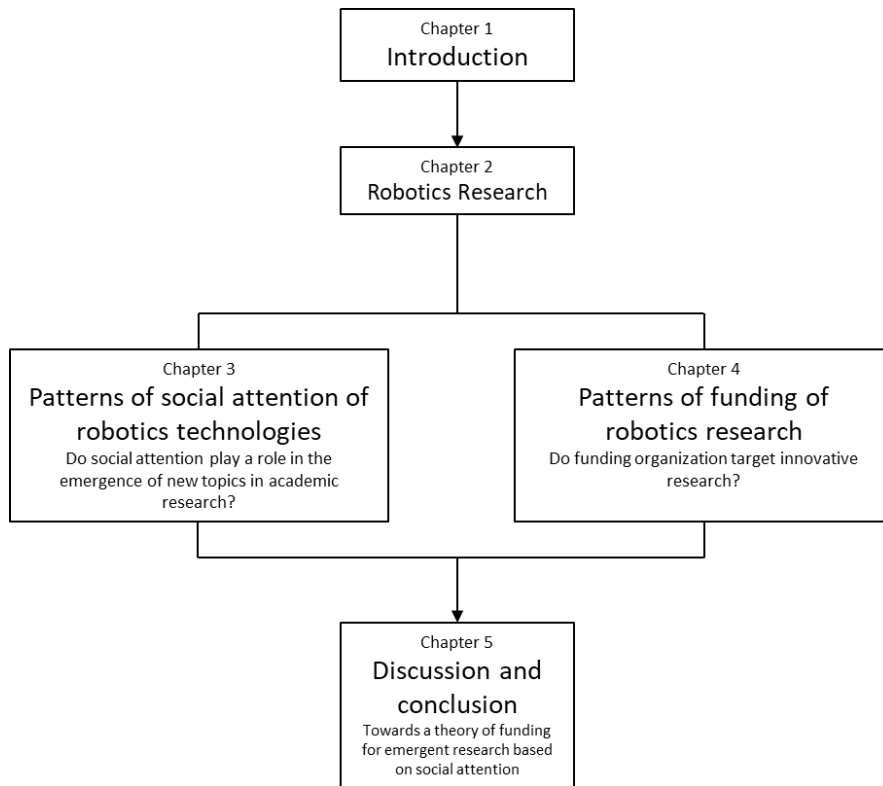 Chapter 1
Introduction
Chapter 2
Robotics Research
Chapter 3
Patterns of social attention of
robotics technologies
Do social attention play a role in the
emergence of new topics in academic
research?
Chapter 4
Patterns of funding of
robotics research
Do funding organization target innovative
research?
Chapter 5
Discussion and
conclusion
Towards a theory of funding
for emergent research based
on social attention